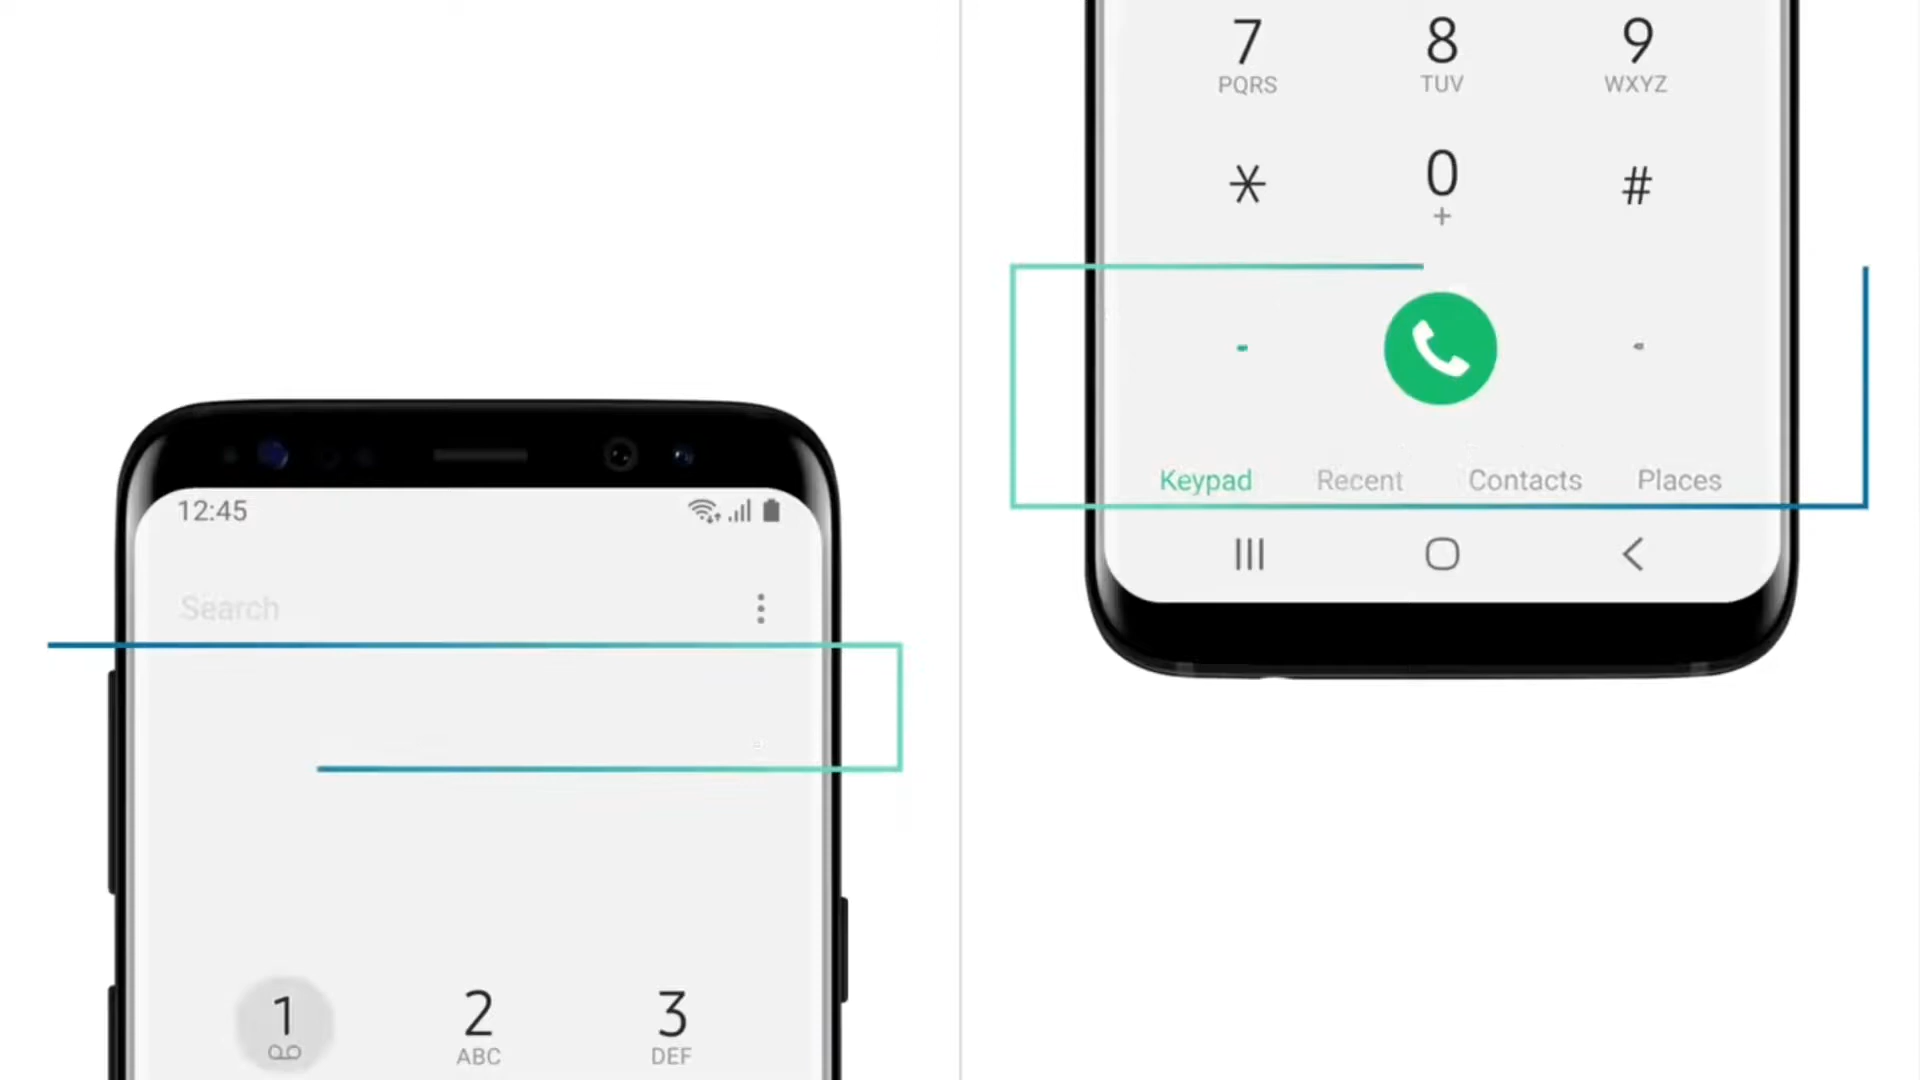 12:45
Search
1
2
ABC
3
DEF
7
PQRS
8
TUV
9
WXYZ
*
0
+
#
Keypad Recent Contacts Places